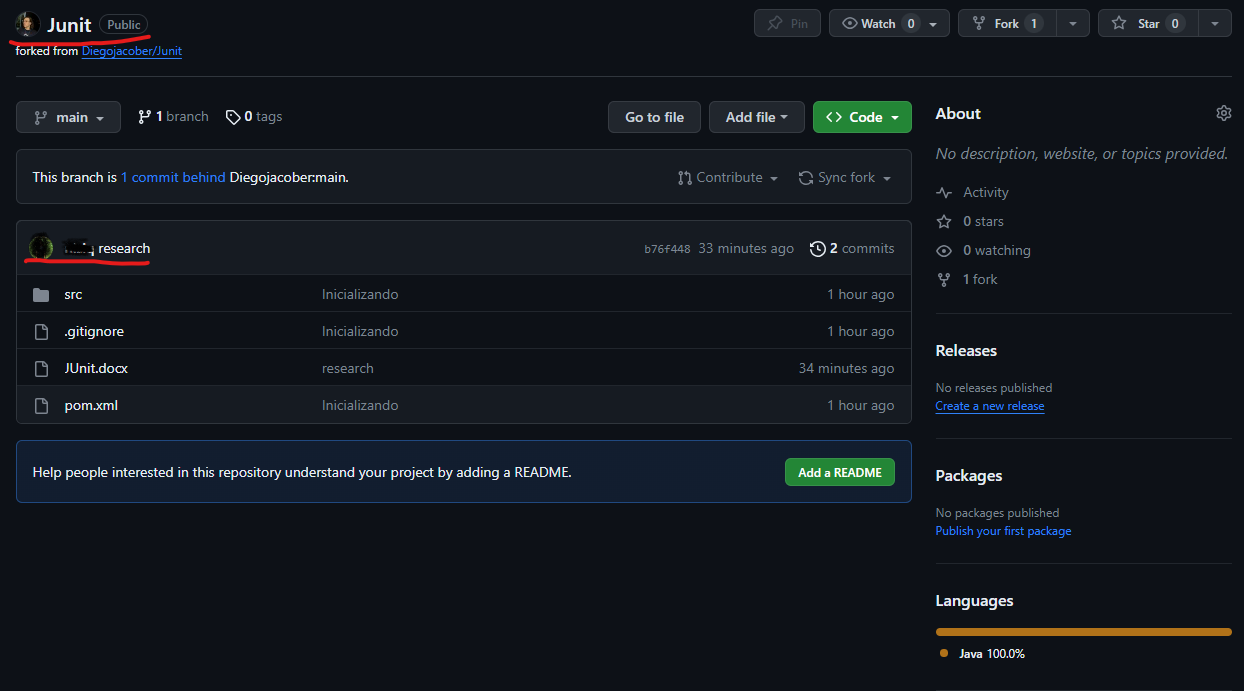 Junit Public Pin Watch 0 Fork 1 Star 0
forked from Diegojacober/Junit
main 1 branch 0 tags Go to file Add file Code
This branch is 1 commit behind Diegojacober:main. Contribute Sync fork
research b76f448 33 minutes ago 2 commits
src Inicializando 1 hour ago
.gitignore Inicializando 1 hour ago
JUnit.docx research 34 minutes ago
pom.xml Inicializando 1 hour ago
Help people interested in this repository understand your project by adding a README. Add a README
About
No description, website, or topics provided.
Activity
0 stars
0 watching
1 fork
Releases
No releases published
Create a new release
Packages
No packages published
Publish your first package
Languages
Java 100.0%